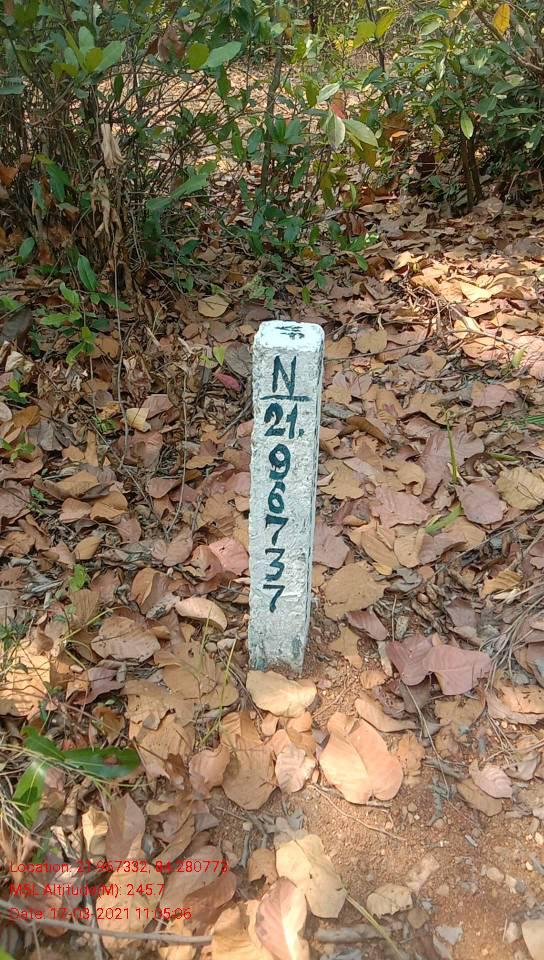 N
21.
9
6
7
3
7
Location: 21.967332, 84.280773
MSL Altitude(M): 245.7
Date: 17-03-2021 11:05:06